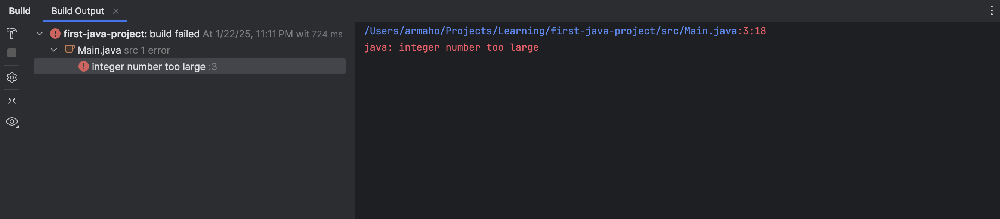 Build Build Output
first-java-project: build failed At 1/22/25, 11:11 PM wit 724 ms
Main.java src 1 error
integer number too large :3
/Users/armaho/Projects/Learning/first-java-project/src/Main.java:3:18
java: integer number too large